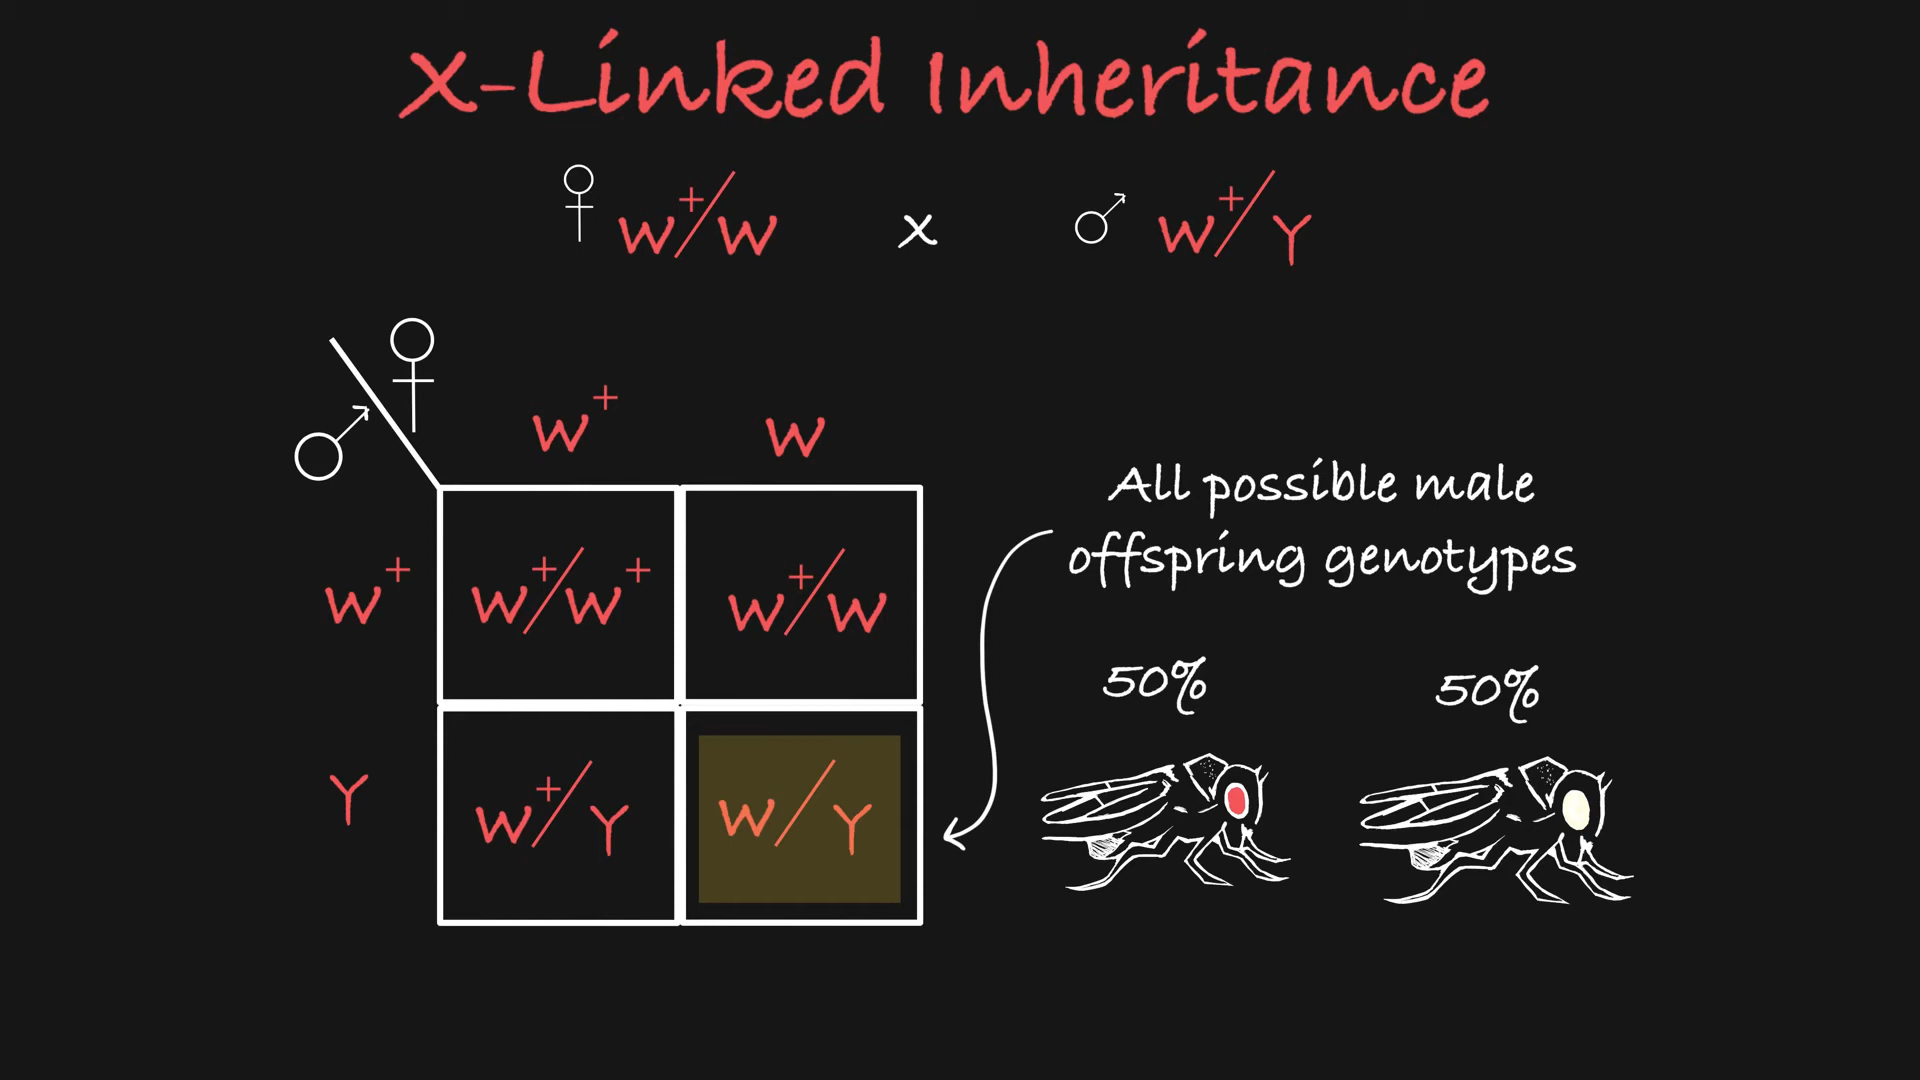 X-Linked Inheritance
♀ w⁺/w x ♂ w⁺/Y
♂ ♀
w⁺ w
All possible male
offspring genotypes
w⁺ w⁺/w⁺ w⁺/w
50% 50%
Y w⁺/Y w/Y